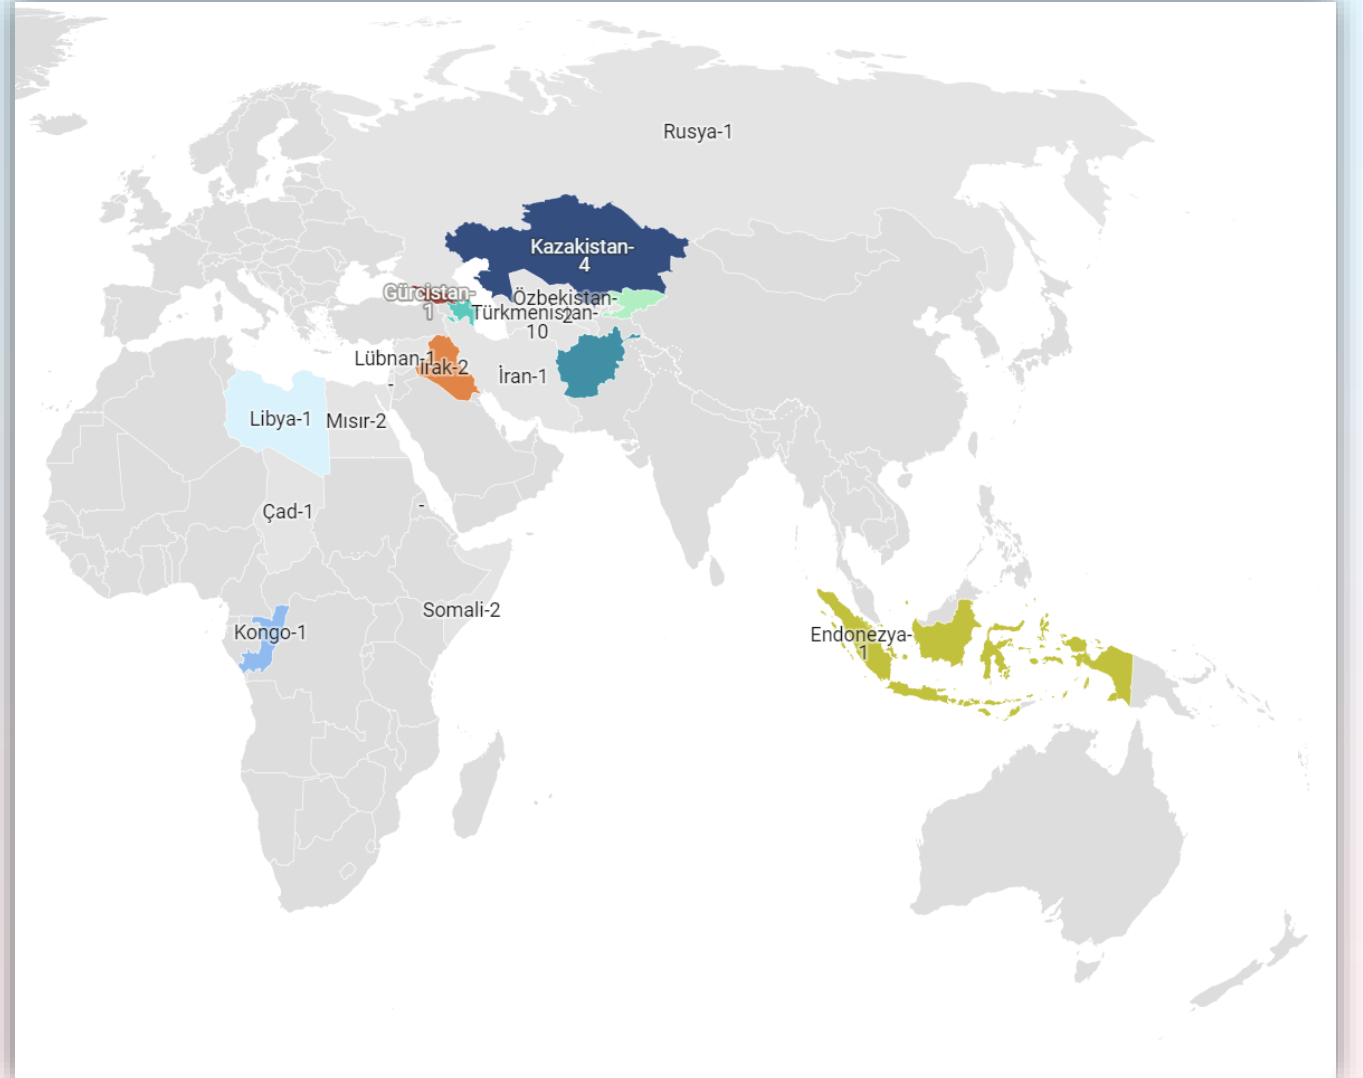 Rusya-1
Kazakistan-
4
Gürcistan-
1
Özbekistan-
2
Türkmenistan-
10
Lübnan-1
Irak-2
İran-1
-
Libya-1
Mısır-2
Çad-1
-
Somali-2
Kongo-1
Endonezya-
1